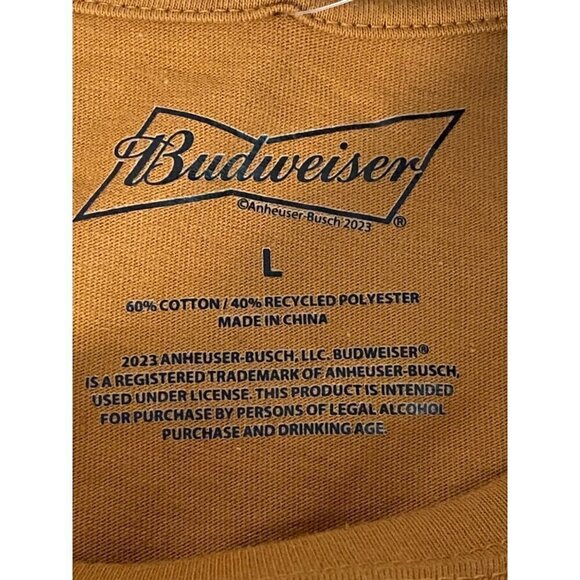 Budweiser
©Anheuser-Busch 2023 ®
L
60% COTTON / 40% RECYCLED POLYESTER
MADE IN CHINA
2023 ANHEUSER-BUSCH, LLC. BUDWEISER®
IS A REGISTERED TRADEMARK OF ANHEUSER-BUSCH,
USED UNDER LICENSE. THIS PRODUCT IS INTENDED
FOR PURCHASE BY PERSONS OF LEGAL ALCOHOL
PURCHASE AND DRINKING AGE.